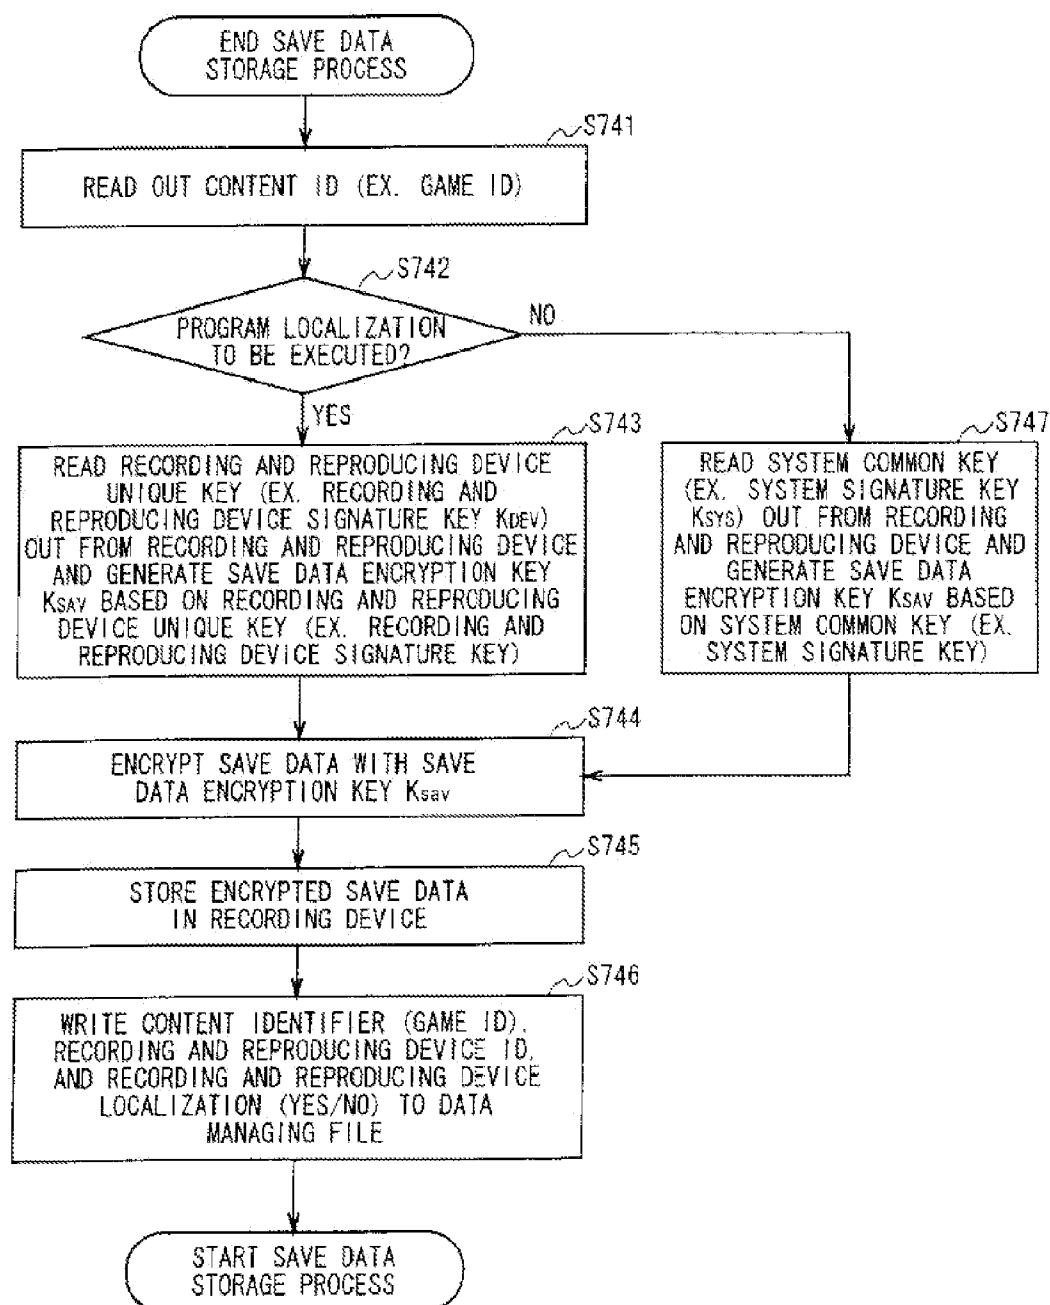 END SAVE DATA
STORAGE PROCESS
S741
READ OUT CONTENT ID (EX. GAME ID)
S742
PROGRAM LOCALIZATION
TO BE EXECUTED?
NO
YES
S743
READ RECORDING AND REPRODUCING DEVICE
UNIQUE KEY (EX. RECORDING AND
REPRODUCING DEVICE SIGNATURE KEY KDEV)
OUT FROM RECORDING AND REPRODUCING DEVICE
AND GENERATE SAVE DATA ENCRYPTION KEY
KSAV BASED ON RECORDING AND REPRODUCING
DEVICE UNIQUE KEY (EX. RECORDING AND
REPRODUCING DEVICE SIGNATURE KEY)
S747
READ SYSTEM COMMON KEY
(EX. SYSTEM SIGNATURE KEY
KSYS) OUT FROM RECORDING
AND REPRODUCING DEVICE AND
GENERATE SAVE DATA
ENCRYPTION KEY KSAV BASED
ON SYSTEM COMMON KEY (EX.
SYSTEM SIGNATURE KEY)
S744
ENCRYPT SAVE DATA WITH SAVE
DATA ENCRYPTION KEY Ksav
S745
STORE ENCRYPTED SAVE DATA
IN RECORDING DEVICE
S746
WRITE CONTENT IDENTIFIER (GAME ID),
RECORDING AND REPRODUCING DEVICE ID,
AND RECORDING AND REPRODUCING DEVICE
LOCALIZATION (YES/NO) TO DATA
MANAGING FILE
START SAVE DATA
STORAGE PROCESS